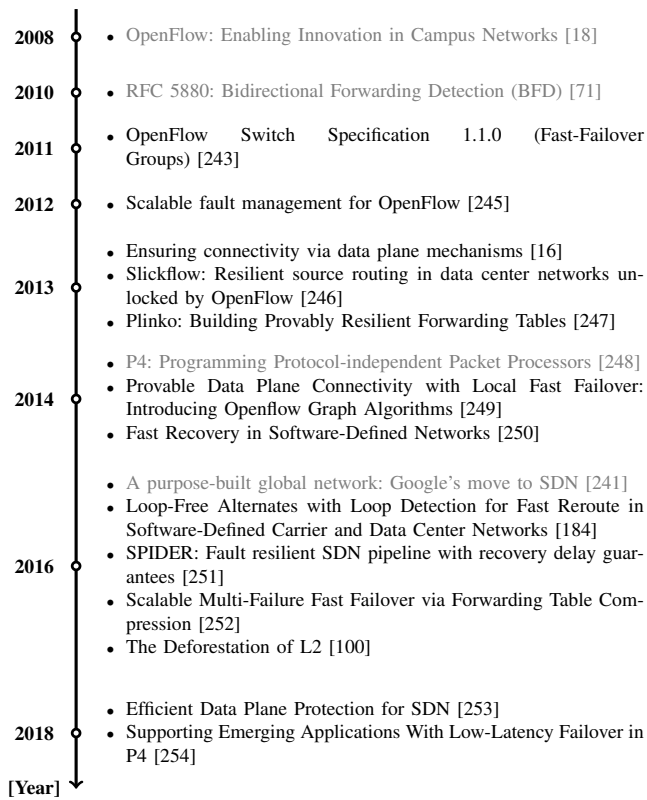 2008
• OpenFlow: Enabling Innovation in Campus Networks [18]
2010
• RFC 5880: Bidirectional Forwarding Detection (BFD) [71]
2011
• OpenFlow Switch Specification 1.1.0 (Fast-Failover
Groups) [243]
2012
• Scalable fault management for OpenFlow [245]
2013
• Ensuring connectivity via data plane mechanisms [16]
• Slickflow: Resilient source routing in data center networks un-
locked by OpenFlow [246]
• Plinko: Building Provably Resilient Forwarding Tables [247]
2014
• P4: Programming Protocol-independent Packet Processors [248]
• Provable Data Plane Connectivity with Local Fast Failover:
Introducing Openflow Graph Algorithms [249]
• Fast Recovery in Software-Defined Networks [250]
2016
• A purpose-built global network: Google's move to SDN [241]
• Loop-Free Alternates with Loop Detection for Fast Reroute in
Software-Defined Carrier and Data Center Networks [184]
• SPIDER: Fault resilient SDN pipeline with recovery delay guar-
antees [251]
• Scalable Multi-Failure Fast Failover via Forwarding Table Com-
pression [252]
• The Deforestation of L2 [100]
2018
• Efficient Data Plane Protection for SDN [253]
• Supporting Emerging Applications With Low-Latency Failover in
P4 [254]
[Year]